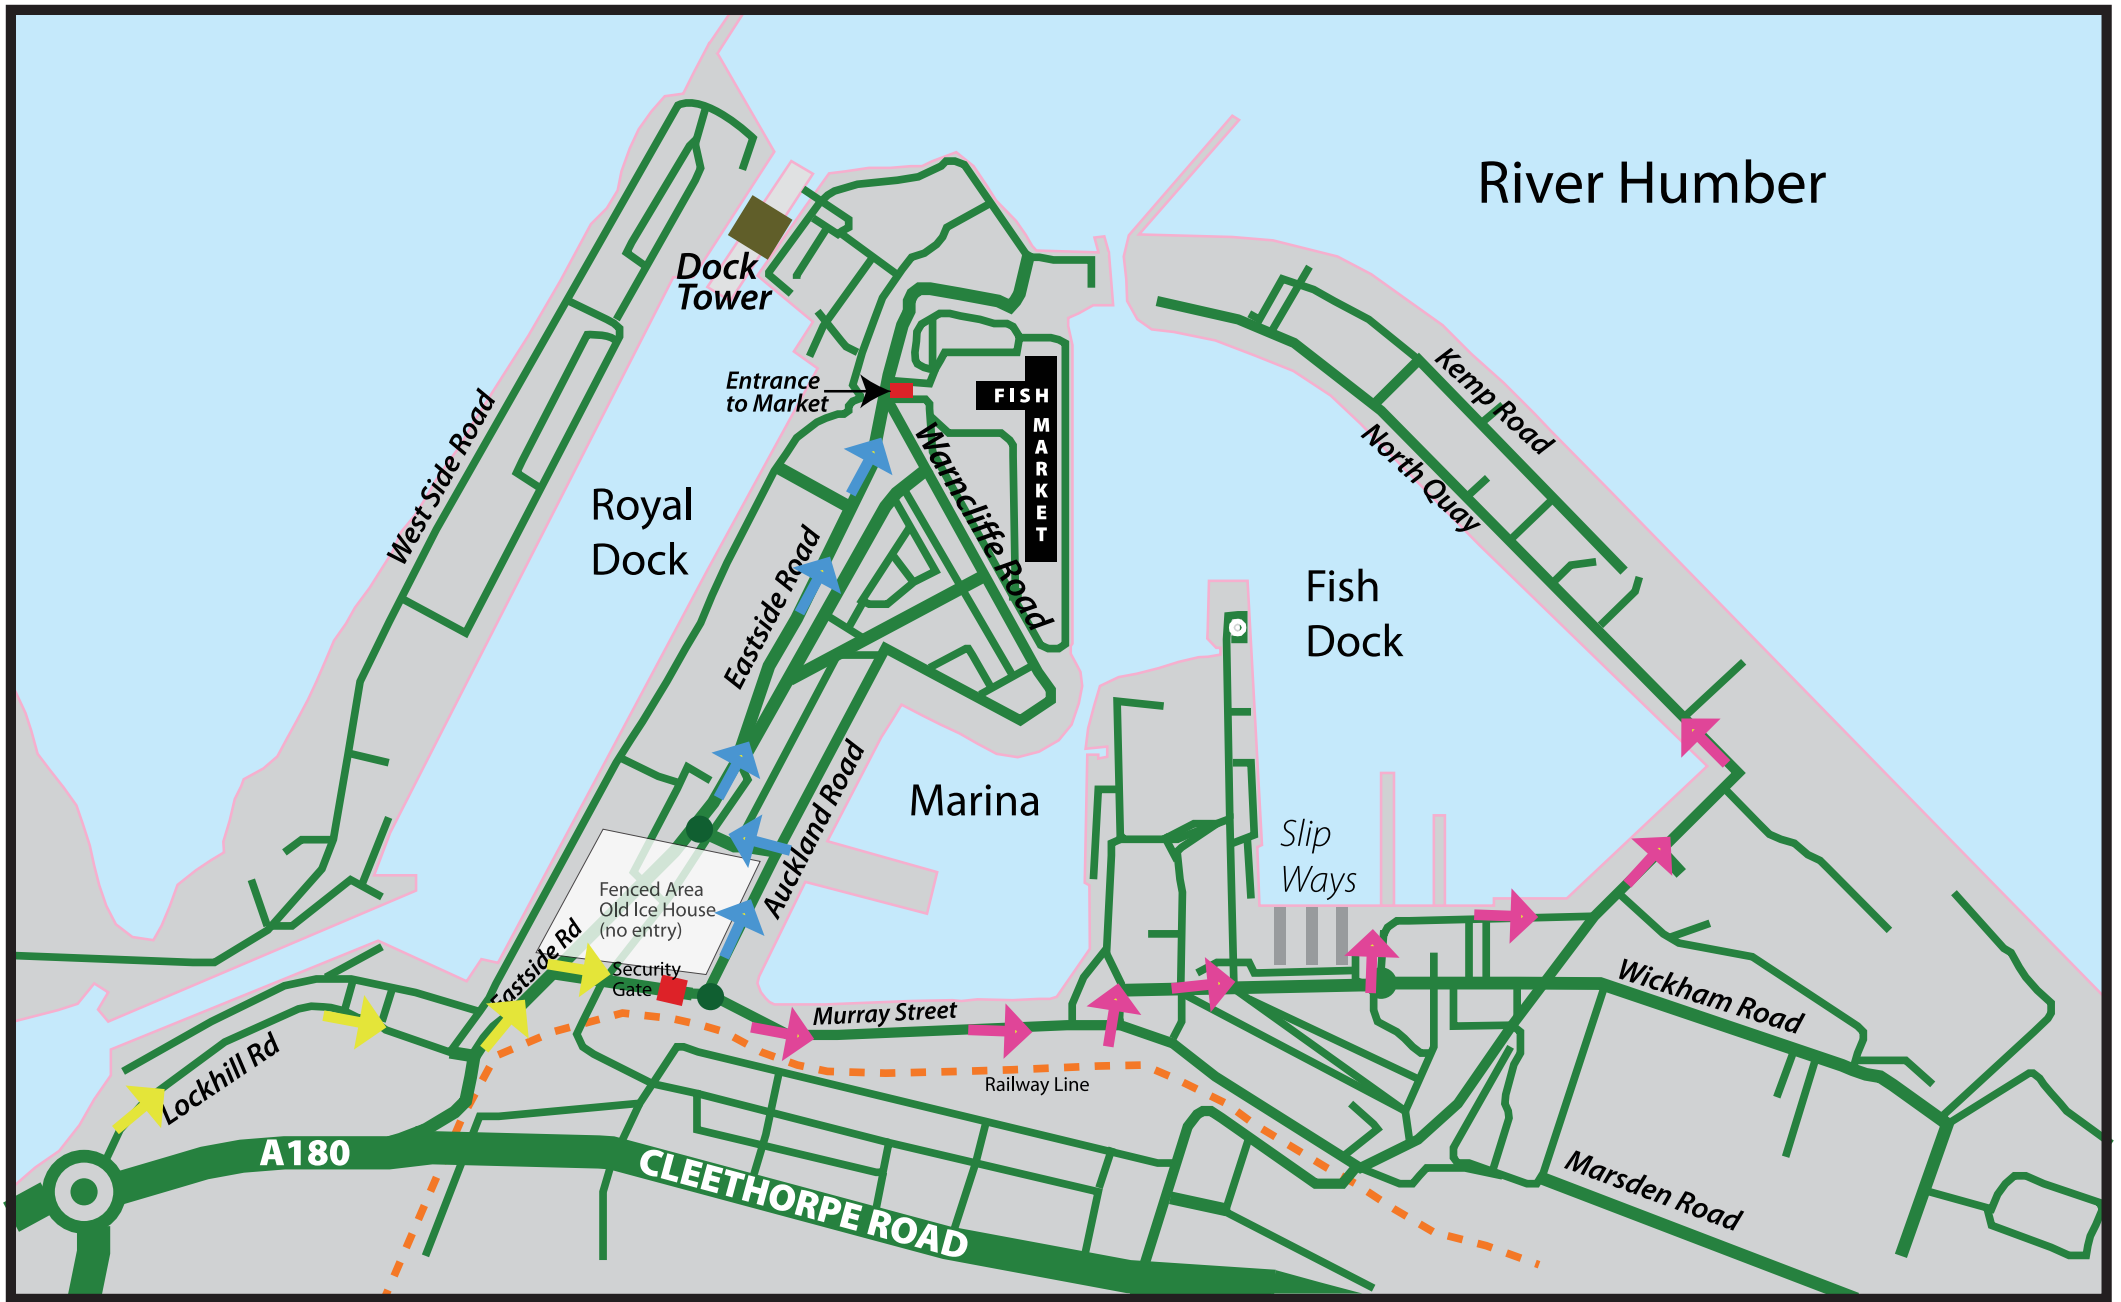 River Humber
Dock
Tower
Entrance
to Market
FISH
MARKET
Kemp Road
North Quay
West Side Road
Royal
Dock
Warncliffe Road
Eastside Road
Fish
Dock
Marina
Auckland Road
Slip
Ways
Fenced Area
Old Ice House
(no entry)
Eastside Rd
Security
Gate
Murray Street
Wickham Road
Lockhill Rd
Railway Line
A180
CLEETHORPE ROAD
Marsden Road